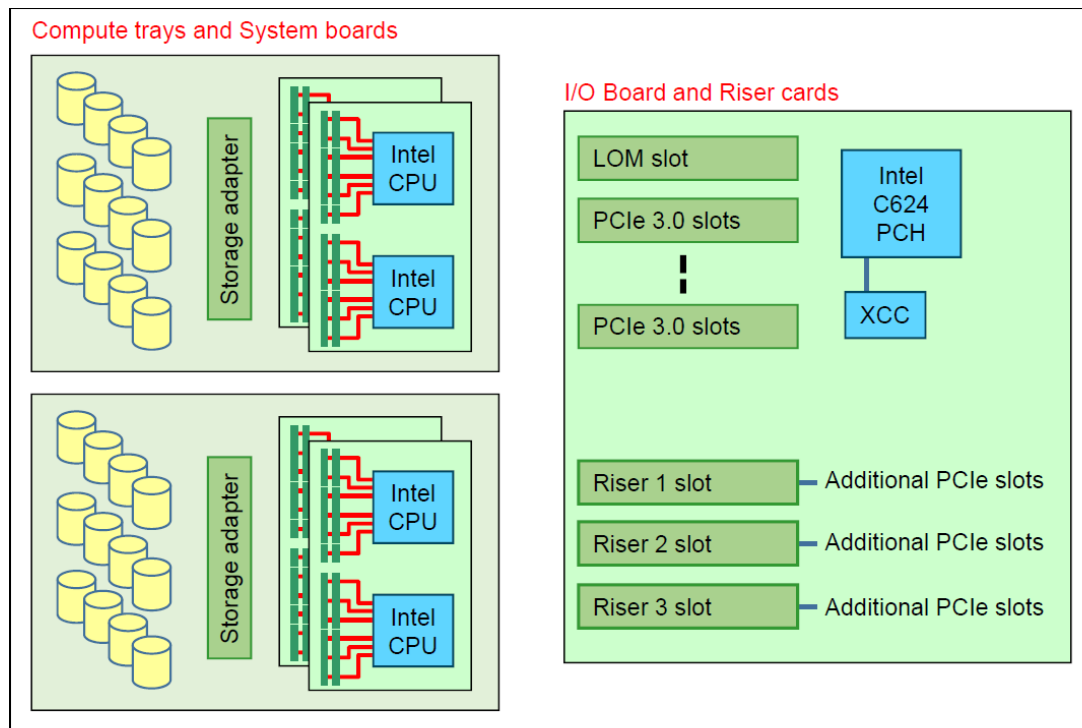 Compute trays and System boards
Storage adapter
Intel
CPU
Intel
CPU
Storage adapter
Intel
CPU
Intel
CPU
I/O Board and Riser cards
LOM slot
PCIe 3.0 slots
PCIe 3.0 slots
Intel
C624
PCH
XCC
Riser 1 slot
Additional PCIe slots
Riser 2 slot
Additional PCIe slots
Riser 3 slot
Additional PCIe slots